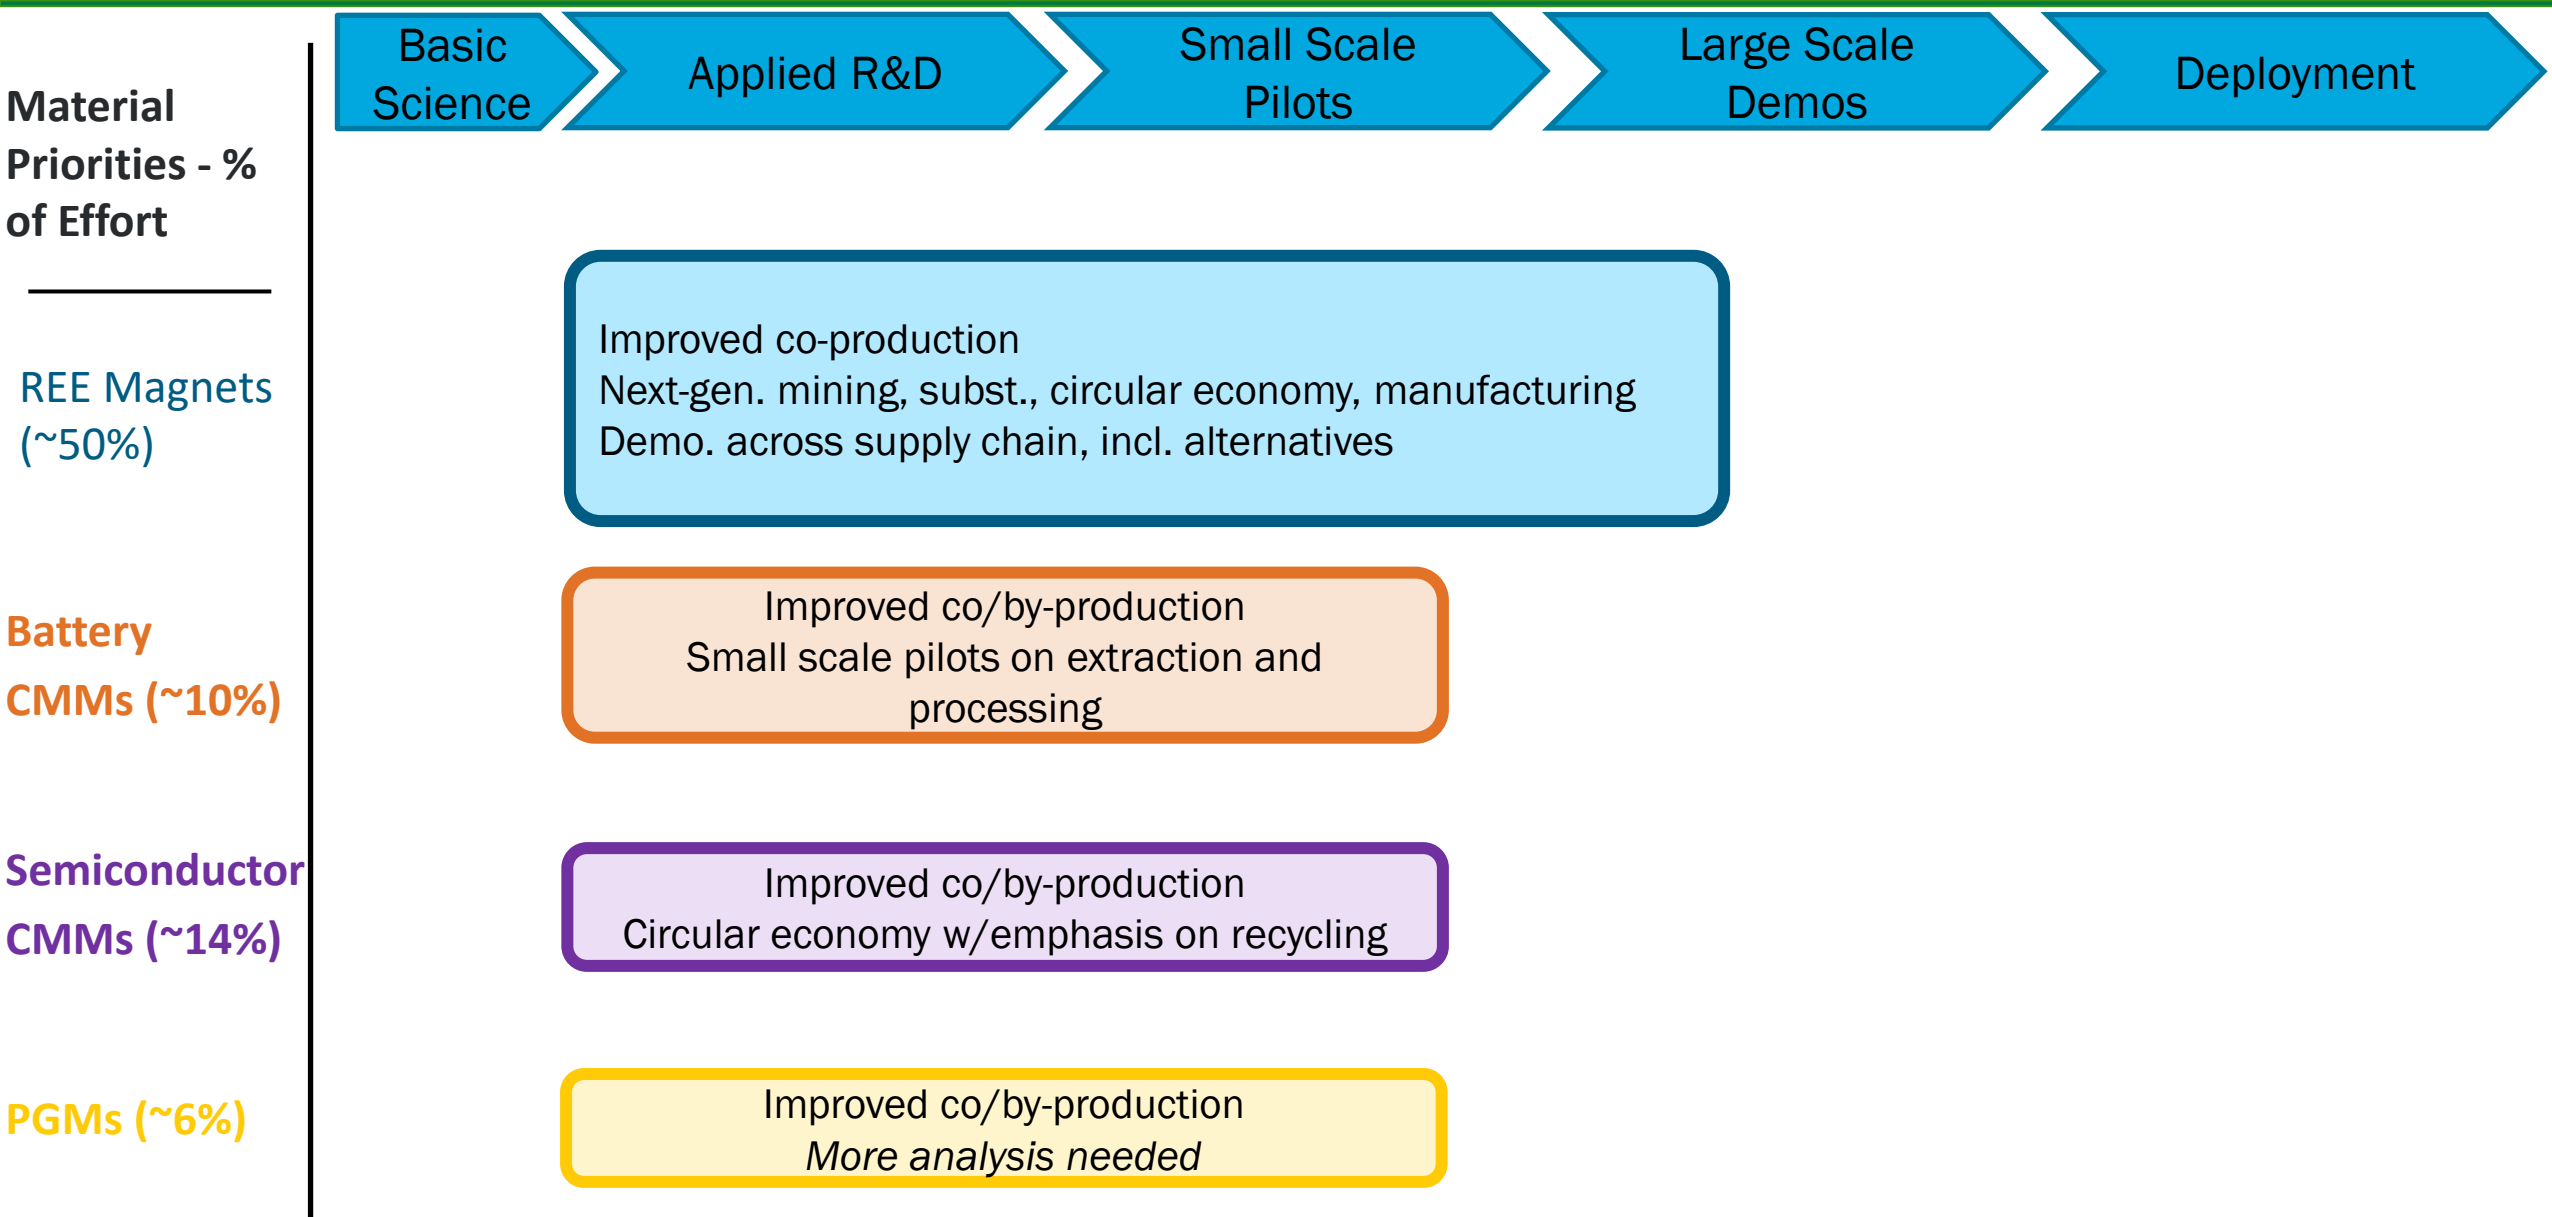 Basic
Science
Applied R&D
Small Scale
Pilots
Large Scale
Demos
Deployment
Material
Priorities - %
of Effort
REE Magnets
(~50%)
Improved co-production
Next-gen. mining, subst., circular economy, manufacturing
Demo. across supply chain, incl. alternatives
Battery
CMMs (~10%)
Improved co/by-production
Small scale pilots on extraction and
processing
Semiconductor
CMMs (~14%)
Improved co/by-production
Circular economy w/emphasis on recycling
PGMs (~6%)
Improved co/by-production
More analysis needed